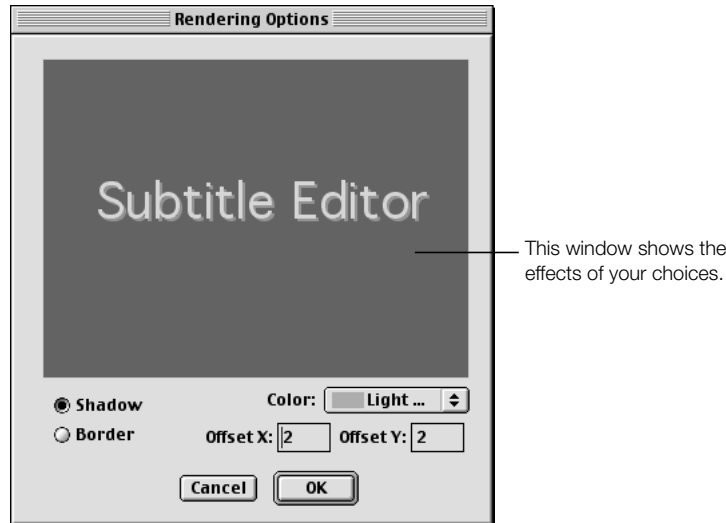 Rendering Options
Subtitle Editor
This window shows the
effects of your choices.
Shadow
Color: Light ...
Border
Offset X: 2 Offset Y: 2
Cancel OK